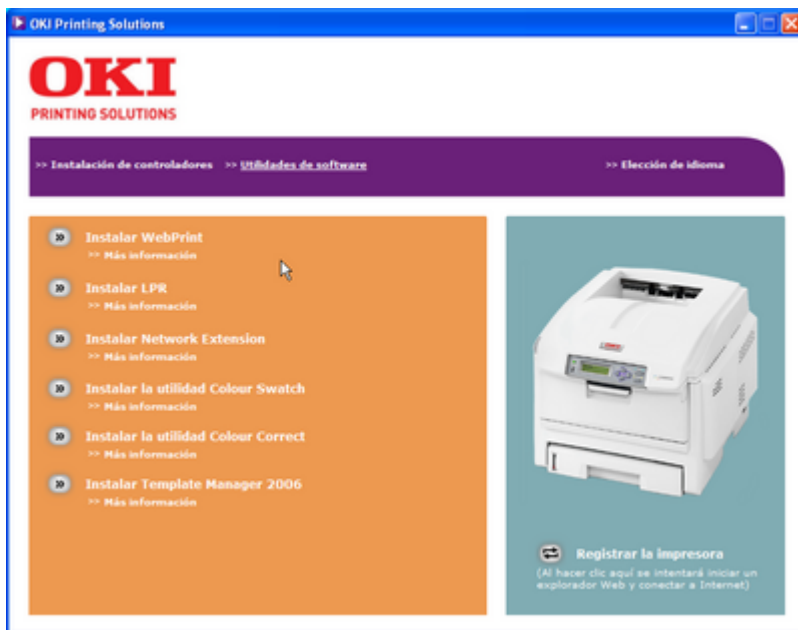 OKI Printing Solutions
OKI
PRINTING SOLUTIONS
>> Instalación de controladores >> Utilidades de software >> Elección de idioma
Instalar WebPrint
>> Más información
Instalar LPR
>> Más información
Instalar Network Extension
>> Más información
Instalar la utilidad Colour Swatch
>> Más información
Instalar la utilidad Colour Correct
>> Más información
Instalar Template Manager 2006
>> Más información
Registrar la impresora
(Al hacer clic aquí se intentará iniciar un
explorador Web y conectar a Internet)